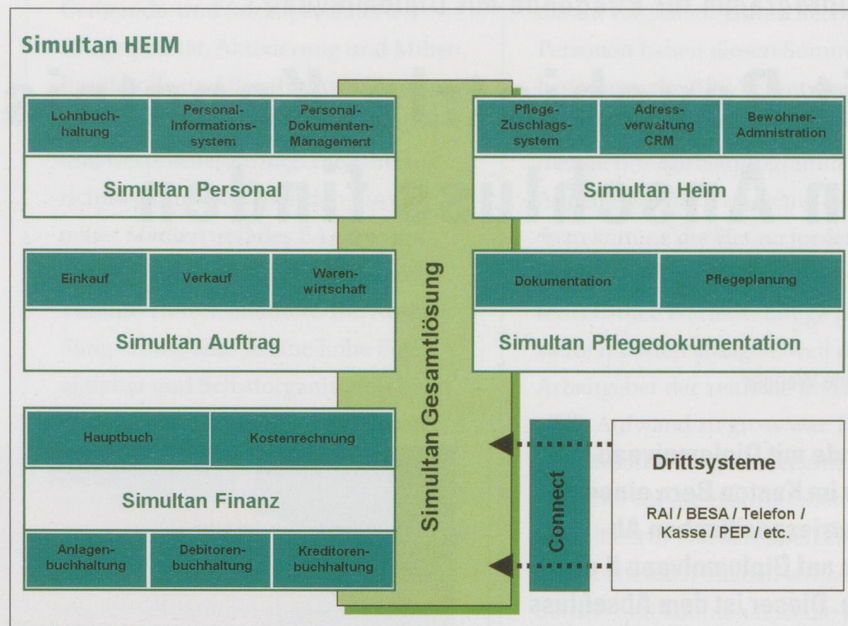 Simultan HEIM
Lohnbuch-
haltung
Personal-
Informations-
system
Personal-
Dokumenten-
Management
Simultan Personal
Pflege-
Zuschlags-
system
Adress-
verwaltung
CRM
Bewohner-
Admnistration
Simultan Heim
Einkauf
Verkauf
Waren-
wirtschaft
Simultan Auftrag
Dokumentation
Pflegeplanung
Simultan Pflegedokumentation
Simultan Gesamtlösung
Hauptbuch
Kostenrechnung
Simultan Finanz
Anlagen-
buchhaltung
Debitoren-
buchhaltung
Kreditoren-
buchhaltung
Connect
Drittsysteme
RAI / BESA / Telefon /
Kasse / PEP / etc.